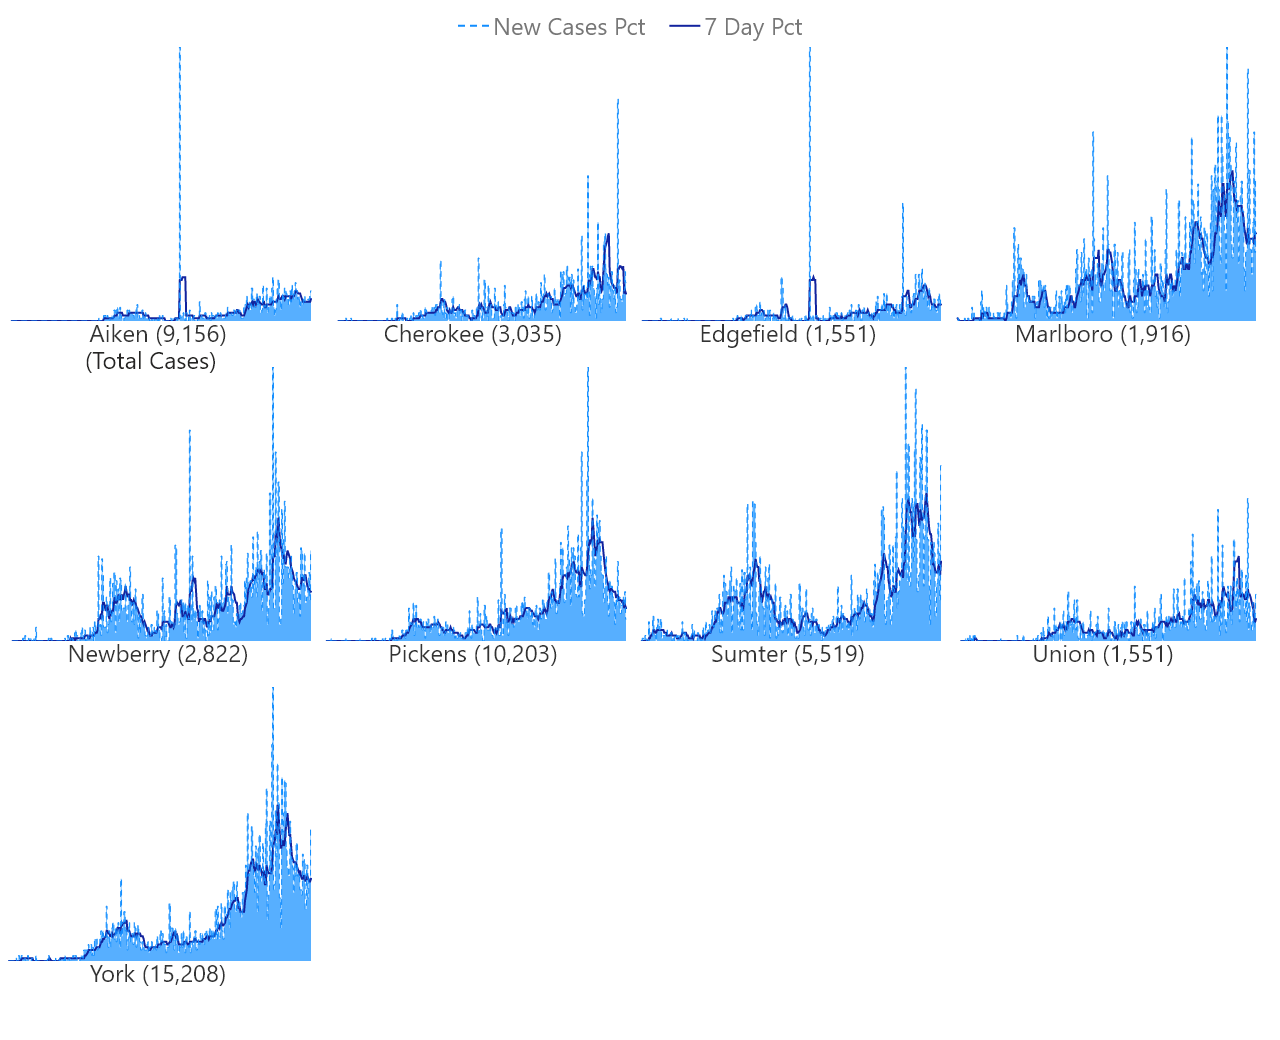 New Cases Pct 7 Day Pct
Aiken (9,156)
(Total Cases)
Cherokee (3,035)
Edgefield (1,551)
Marlboro (1,916)
Newberry (2,822)
Pickens (10,203)
Sumter (5,519)
Union (1,551)
York (15,208)